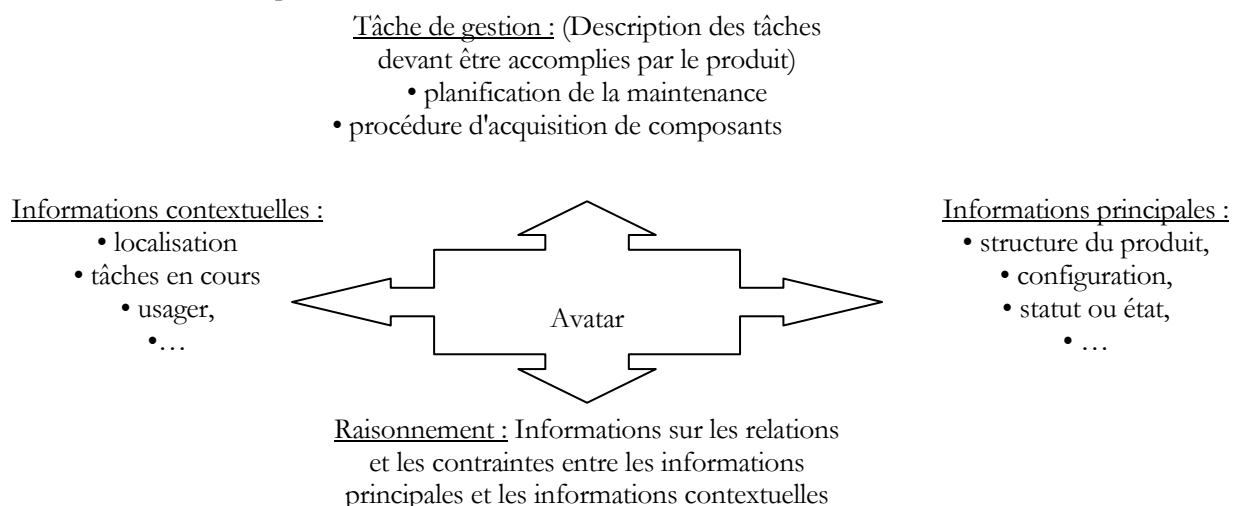 Tâche de gestion : (Description des tâches
devant être accomplies par le produit)
• planification de la maintenance
• procédure d'acquisition de composants
Informations contextuelles :
• localisation
• tâches en cours
• usager,
•…
Avatar
Informations principales :
• structure du produit,
• configuration,
• statut ou état,
• …
Raisonnement : Informations sur les relations
et les contraintes entre les informations
principales et les informations contextuelles